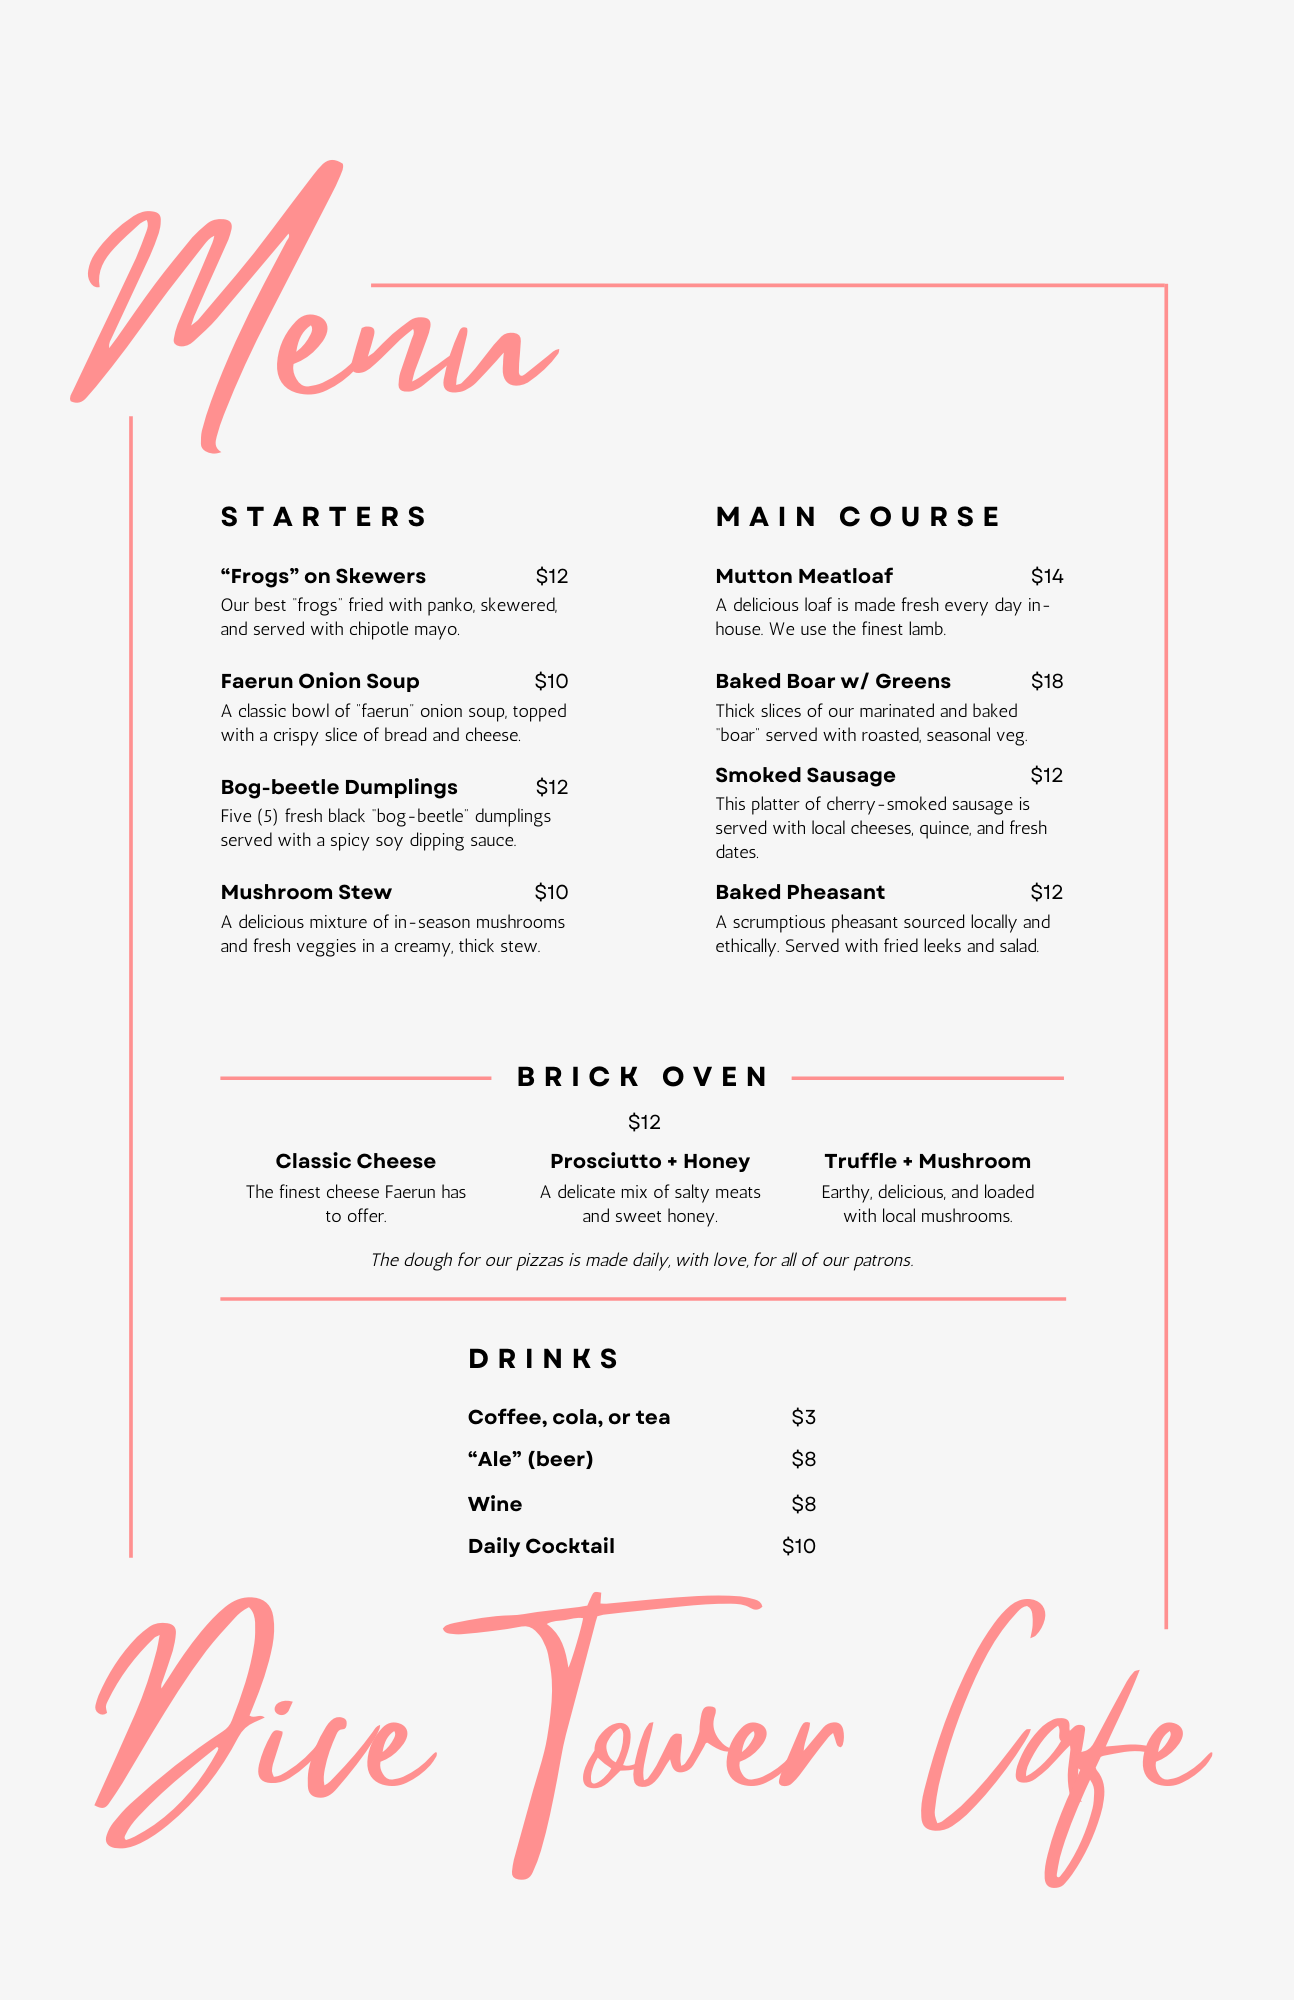 Menu
STARTERS
“Frogs” on Skewers $12
Our best "frogs" fried with panko, skewered,
and served with chipotle mayo.
Faerun Onion Soup $10
A classic bowl of "faerun" onion soup, topped
with a crispy slice of bread and cheese.
Bog-beetle Dumplings $12
Five (5) fresh black "bog-beetle" dumplings
served with a spicy soy dipping sauce.
Mushroom Stew $10
A delicious mixture of in-season mushrooms
and fresh veggies in a creamy, thick stew.
MAIN COURSE
Mutton Meatloaf $14
A delicious loaf is made fresh every day in-
house. We use the finest lamb.
Baked Boar w/ Greens $18
Thick slices of our marinated and baked
"boar" served with roasted, seasonal veg.
Smoked Sausage $12
This platter of cherry-smoked sausage is
served with local cheeses, quince, and fresh
dates.
Baked Pheasant $12
A scrumptious pheasant sourced locally and
ethically. Served with fried leeks and salad.
BRICK OVEN
$12
Classic Cheese
The finest cheese Faerun has
to offer.
Prosciutto + Honey
A delicate mix of salty meats
and sweet honey.
Truffle + Mushroom
Earthy, delicious, and loaded
with local mushrooms.
The dough for our pizzas is made daily, with love, for all of our patrons.
DRINKS
Coffee, cola, or tea $3
“Ale” (beer) $8
Wine $8
Daily Cocktail $10
Dice Tower Cafe